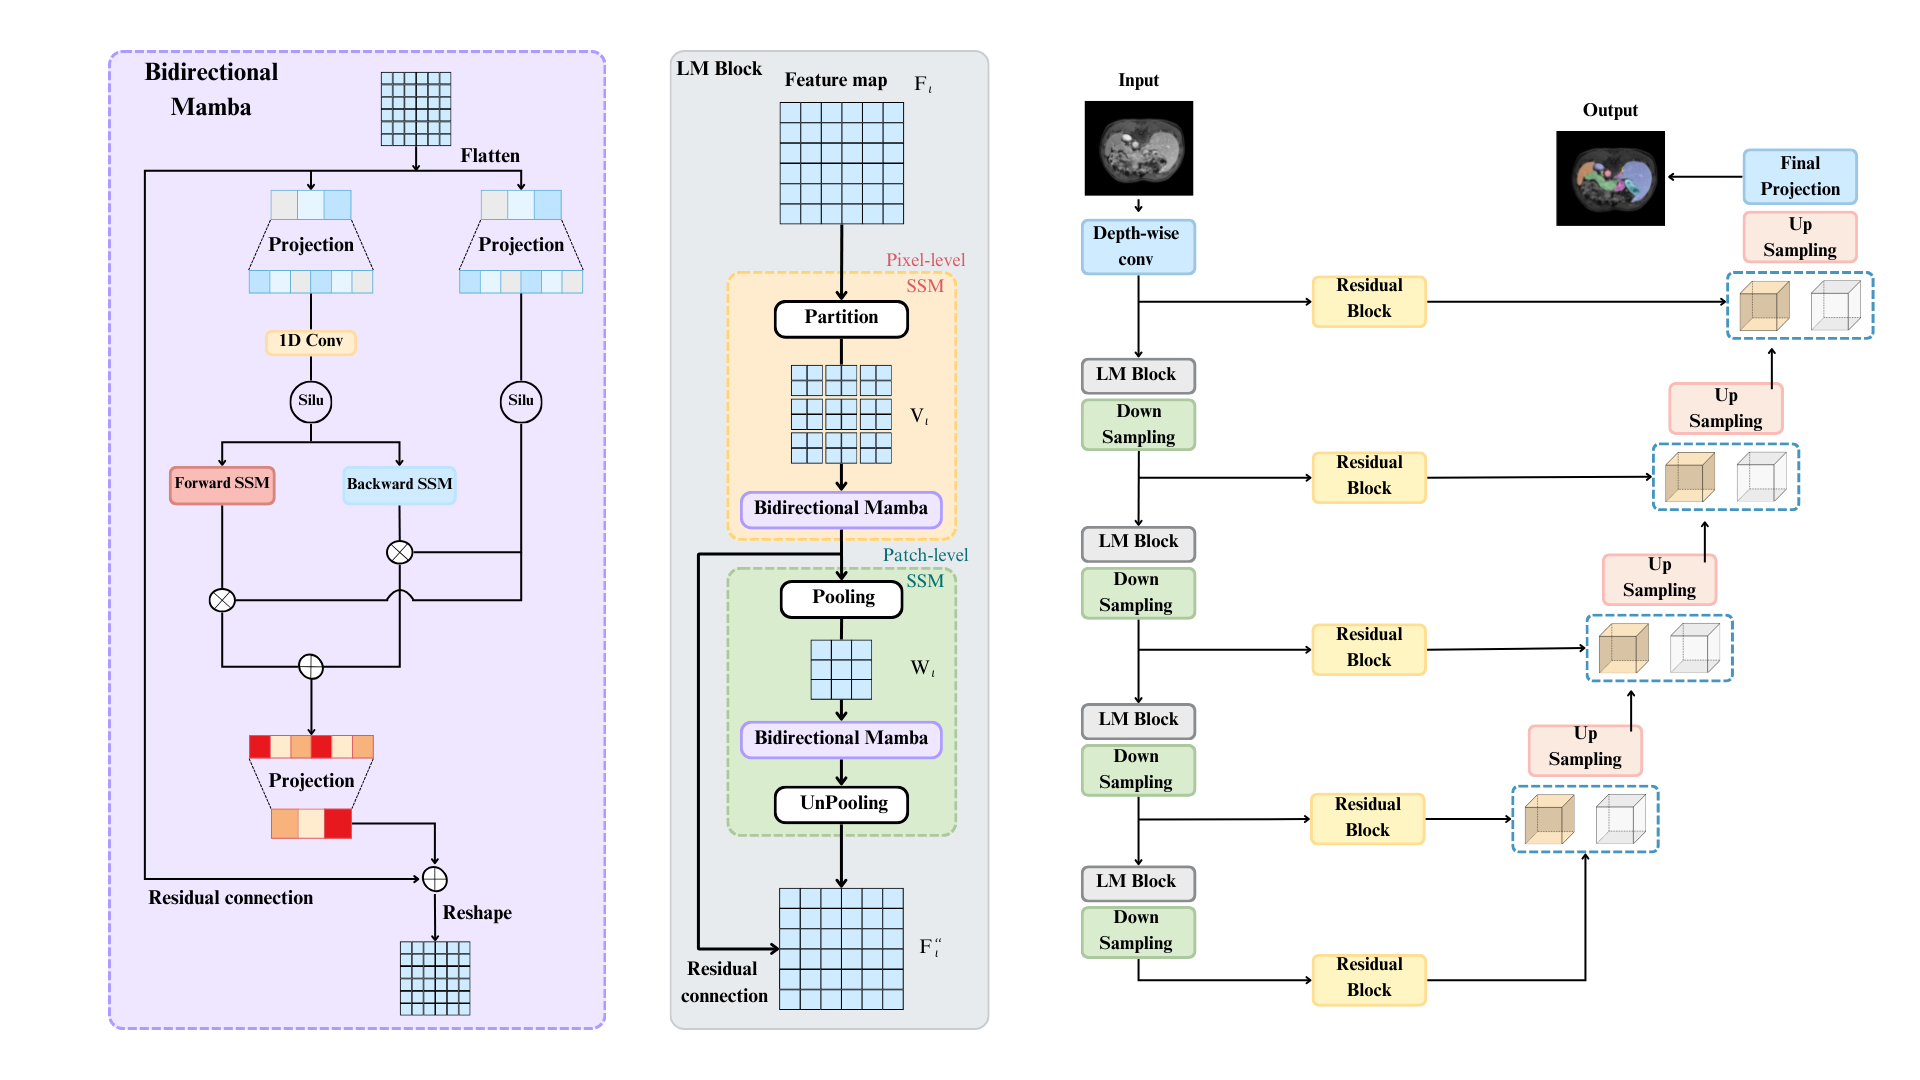 Bidirectional
Mamba
Flatten
Projection
Projection
1D Conv
Silu
Silu
Forward SSM
Backward SSM
Projection
Residual connection
Reshape
LM Block
Feature map
Fᵢ
Pixel-level
SSM
Partition
Vᵢ
Bidirectional Mamba
Patch-level
SSM
Pooling
Wᵢ
Bidirectional Mamba
UnPooling
Fᵢ“
Residual
connection
Input
Output
Depth-wise
conv
Final
Projection
Up
Sampling
Residual
Block
LM Block
Down
Sampling
Up
Sampling
Residual
Block
LM Block
Down
Sampling
Up
Sampling
Residual
Block
LM Block
Down
Sampling
Up
Sampling
Residual
Block
LM Block
Down
Sampling
Residual
Block